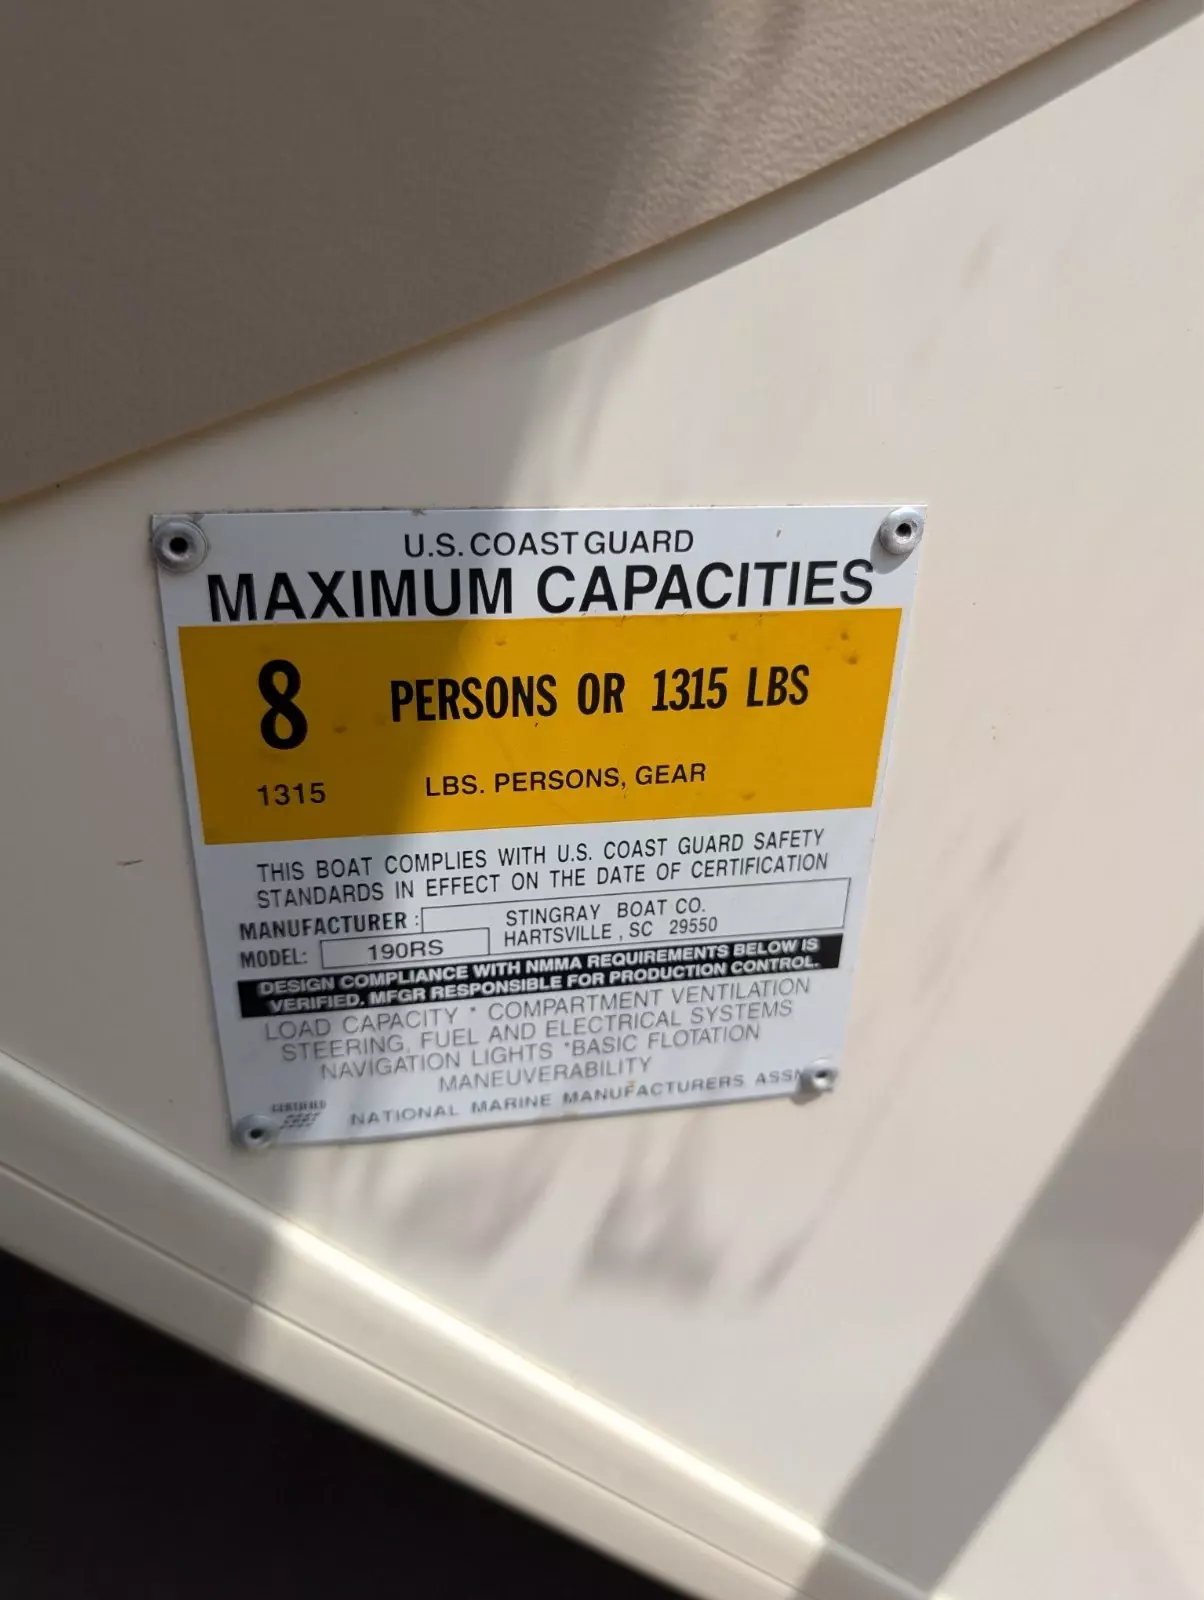 U.S. COAST GUARD
MAXIMUM CAPACITIES
8 PERSONS OR 1315 LBS
1315 LBS. PERSONS, GEAR
THIS BOAT COMPLIES WITH U.S. COAST GUARD SAFETY
STANDARDS IN EFFECT ON THE DATE OF CERTIFICATION
MANUFACTURER : STINGRAY BOAT CO.
HARTSVILLE , SC 29550
MODEL: 190RS
DESIGN COMPLIANCE WITH NMMA REQUIREMENTS BELOW IS
VERIFIED. MFGR RESPONSIBLE FOR PRODUCTION CONTROL.
LOAD CAPACITY * COMPARTMENT VENTILATION
STEERING, FUEL AND ELECTRICAL SYSTEMS
NAVIGATION LIGHTS *BASIC FLOTATION
MANEUVERABILITY
CERTIFIED
NATIONAL MARINE MANUFACTURERS ASSN